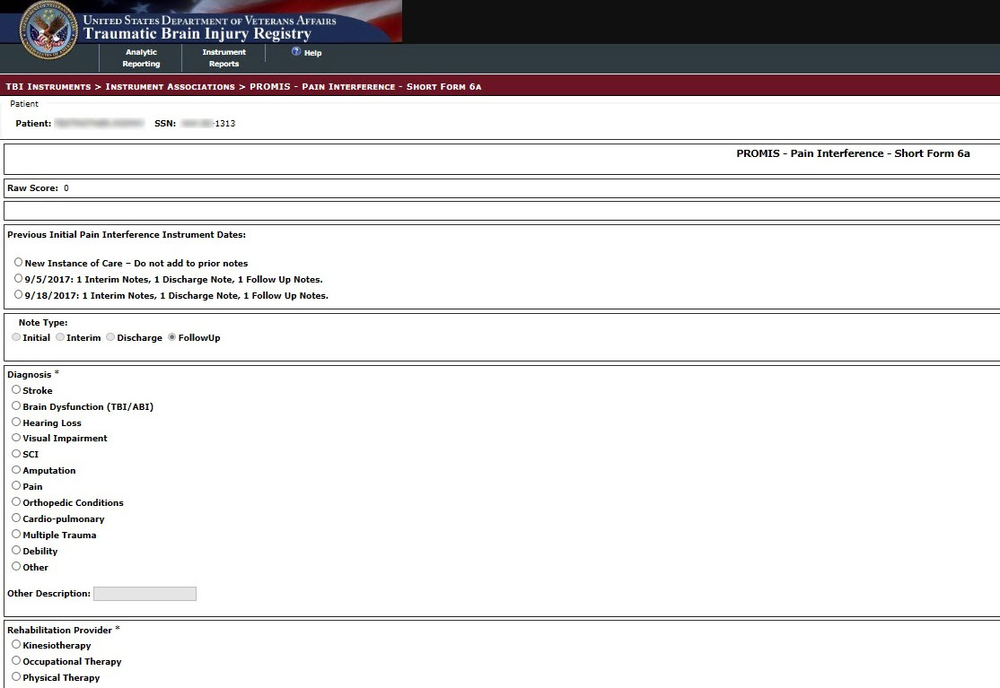 UNITED STATES DEPARTMENT OF VETERANS AFFAIRS
Traumatic Brain Injury Registry
Analytic Reporting
Instrument Reports
Help
TBI INSTRUMENTS > INSTRUMENT ASSOCIATIONS > PROMIS - PAIN INTERFERENCE - SHORT FORM 6A
Patient
Patient: SSN: -1313
PROMIS - Pain Interference - Short Form 6a
Raw Score: 0
Previous Initial Pain Interference Instrument Dates:
New Instance of Care – Do not add to prior notes
9/5/2017: 1 Interim Notes, 1 Discharge Note, 1 Follow Up Notes.
9/18/2017: 1 Interim Notes, 1 Discharge Note, 1 Follow Up Notes.
Note Type:
Initial Interim Discharge FollowUp
Diagnosis *
Stroke
Brain Dysfunction (TBI/ABI)
Hearing Loss
Visual Impairment
SCI
Amputation
Pain
Orthopedic Conditions
Cardio-pulmonary
Multiple Trauma
Debility
Other
Other Description:
Rehabilitation Provider *
Kinesiotherapy
Occupational Therapy
Physical Therapy